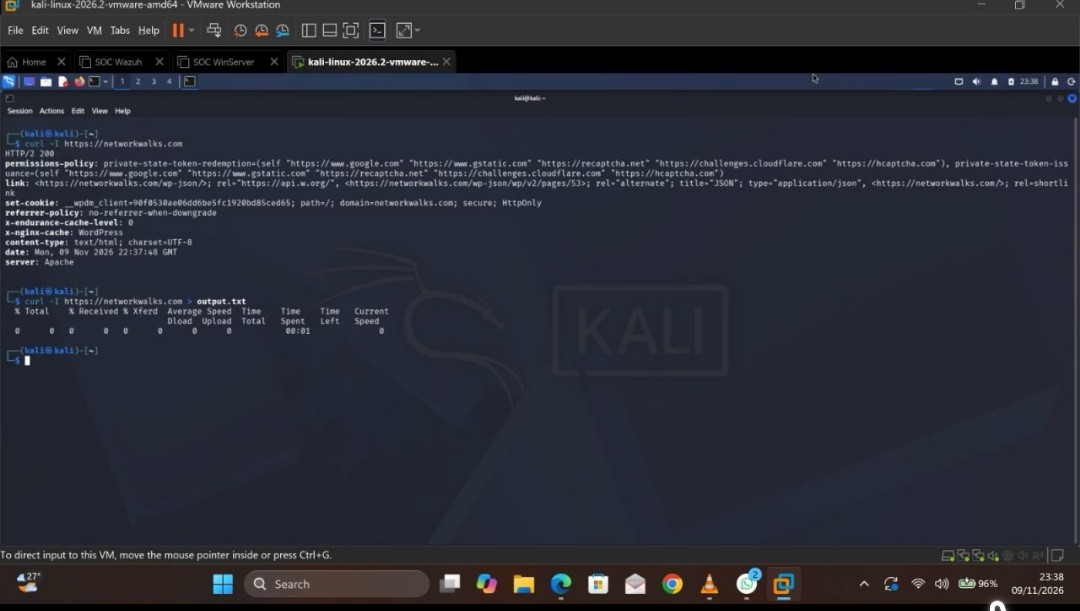 kali-linux-2026.2-vmware-amd64 - VMware Workstation
File Edit View VM Tabs Help
Home SOC Wazuh SOC WinServer kali-linux-2026.2-vmware-...
1 2 3 4 23:38
kali@kali: ~
Session Actions Edit View Help
(kali@kali)-[~]
$ curl -I https://networkwalks.com
HTTP/2 200
permissions-policy: private-state-token-redemption=(self "https://www.google.com" "https://www.gstatic.com" "https://recaptcha.net" "https://challenges.cloudflare.com" "https://hcaptcha.com"), private-state-token-iss
uance=(self "https://www.google.com" "https://www.gstatic.com" "https://recaptcha.net" "https://challenges.cloudflare.com" "https://hcaptcha.com")
link: <https://networkwalks.com/wp-json/>; rel="https://api.w.org/", <https://networkwalks.com/wp-json/wp/v2/pages/53>; rel="alternate"; title="JSON"; type="application/json", <https://networkwalks.com/>; rel=shortli
nk
set-cookie: __wpdm_client=90f0530ae06dd6be5fc1920bd85ced65; path=/; domain=networkwalks.com; secure; HttpOnly
referrer-policy: no-referrer-when-downgrade
x-endurance-cache-level: 0
x-nginx-cache: WordPress
content-type: text/html; charset=UTF-8
date: Mon, 09 Nov 2026 22:37:48 GMT
server: Apache
(kali@kali)-[~]
$ curl -I https://networkwalks.com > output.txt
% Total % Received % Xferd Average Speed Time Time Time Current
Dload Upload Total Spent Left Speed
0 0 0 0 0 0 0 0 00:01 0
(kali@kali)-[~]
$
KALI
To direct input to this VM, move the mouse pointer inside or press Ctrl+G.
27°
Search
2
96%
23:38
09/11/2026